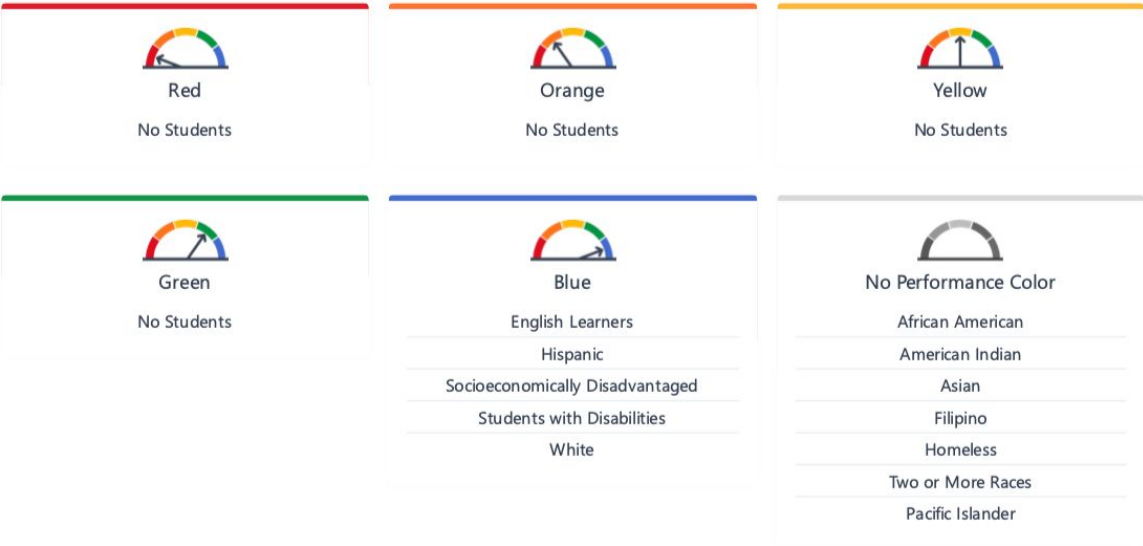 Red
No Students
Orange
No Students
Yellow
No Students
Green
No Students
Blue
English Learners
Hispanic
Socioeconomically Disadvantaged
Students with Disabilities
White
No Performance Color
African American
American Indian
Asian
Filipino
Homeless
Two or More Races
Pacific Islander